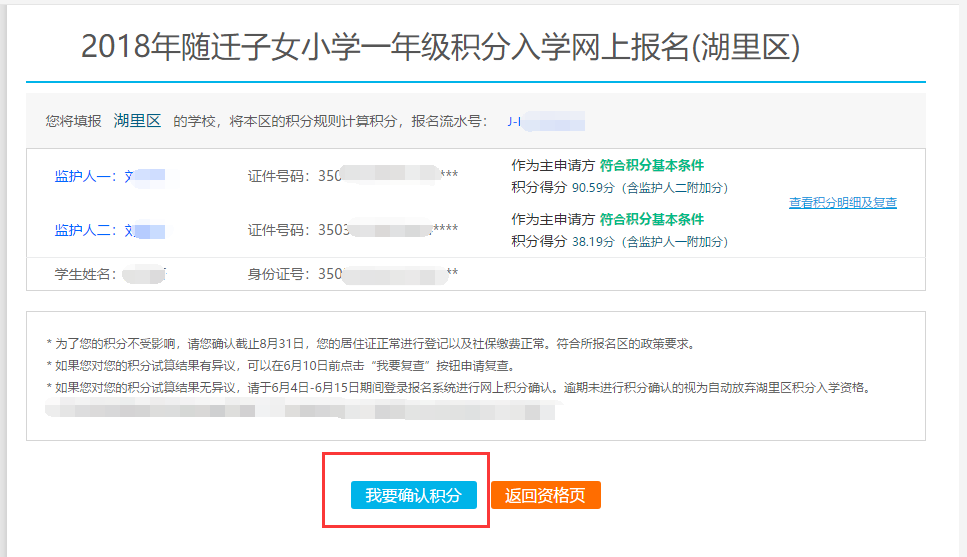 2018年随迁子女小学一年级积分入学网上报名(湖里区)
您将填报 湖里区 的学校，将本区的积分规则计算积分，报名流水号： J-
监护人一： 证件号码：350 *** 作为主申请方 符合积分基本条件
积分得分 90.59分（含监护人二附加分）
查看积分明细及复查
监护人二： 证件号码：3503 **** 作为主申请方 符合积分基本条件
积分得分 38.19分（含监护人一附加分）
学生姓名： 身份证号：350 **
* 为了您的积分不受影响，请您确认截止8月31日，您的居住证正常进行登记以及社保缴费正常。符合所报名区的政策要求。
* 如果您对您的积分试算结果有异议，可以在6月10日前点击“我要复查”按钮申请复查。
* 如果您对您的积分试算结果无异议，请于6月4日-6月15日期间登录报名系统进行网上积分确认。逾期未进行积分确认的视为自动放弃湖里区积分入学资格。
我要确认积分 返回资格页